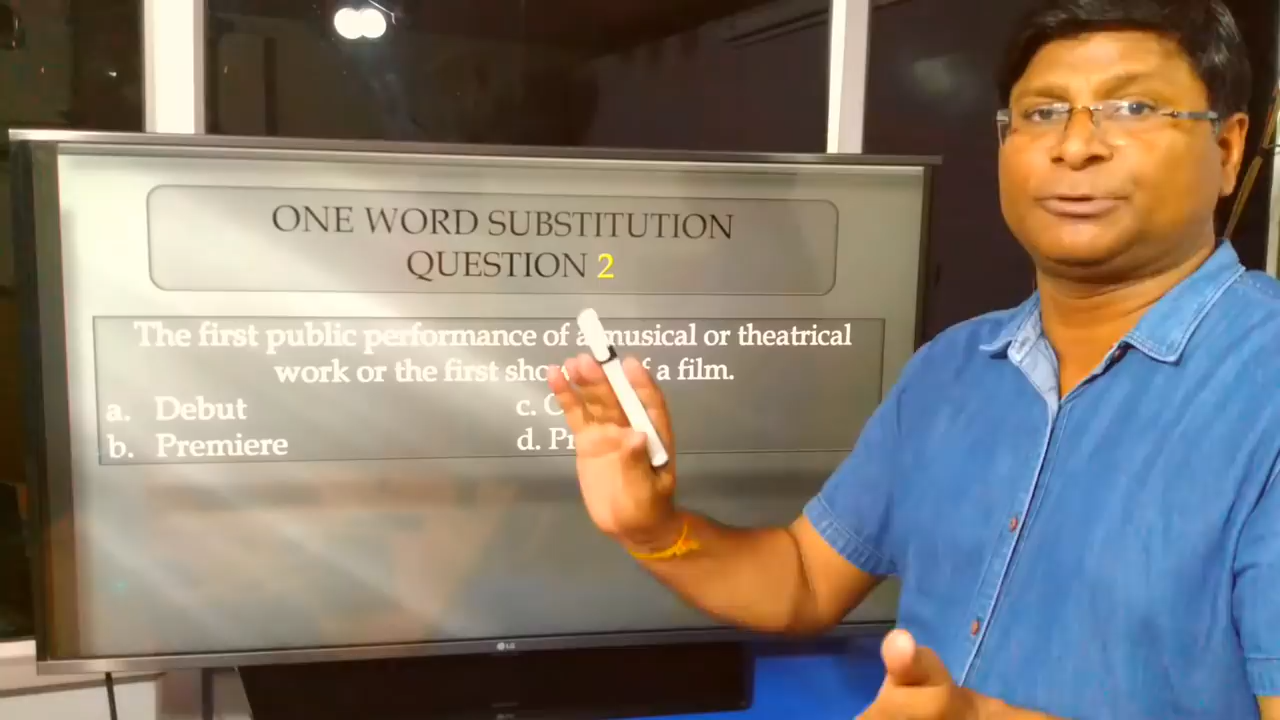 ONE WORD SUBSTITUTION
QUESTION 2
The first public performance of a musical or theatrical
work or the first of a film.
a. Debut
c.
b. Premiere
d.
LG